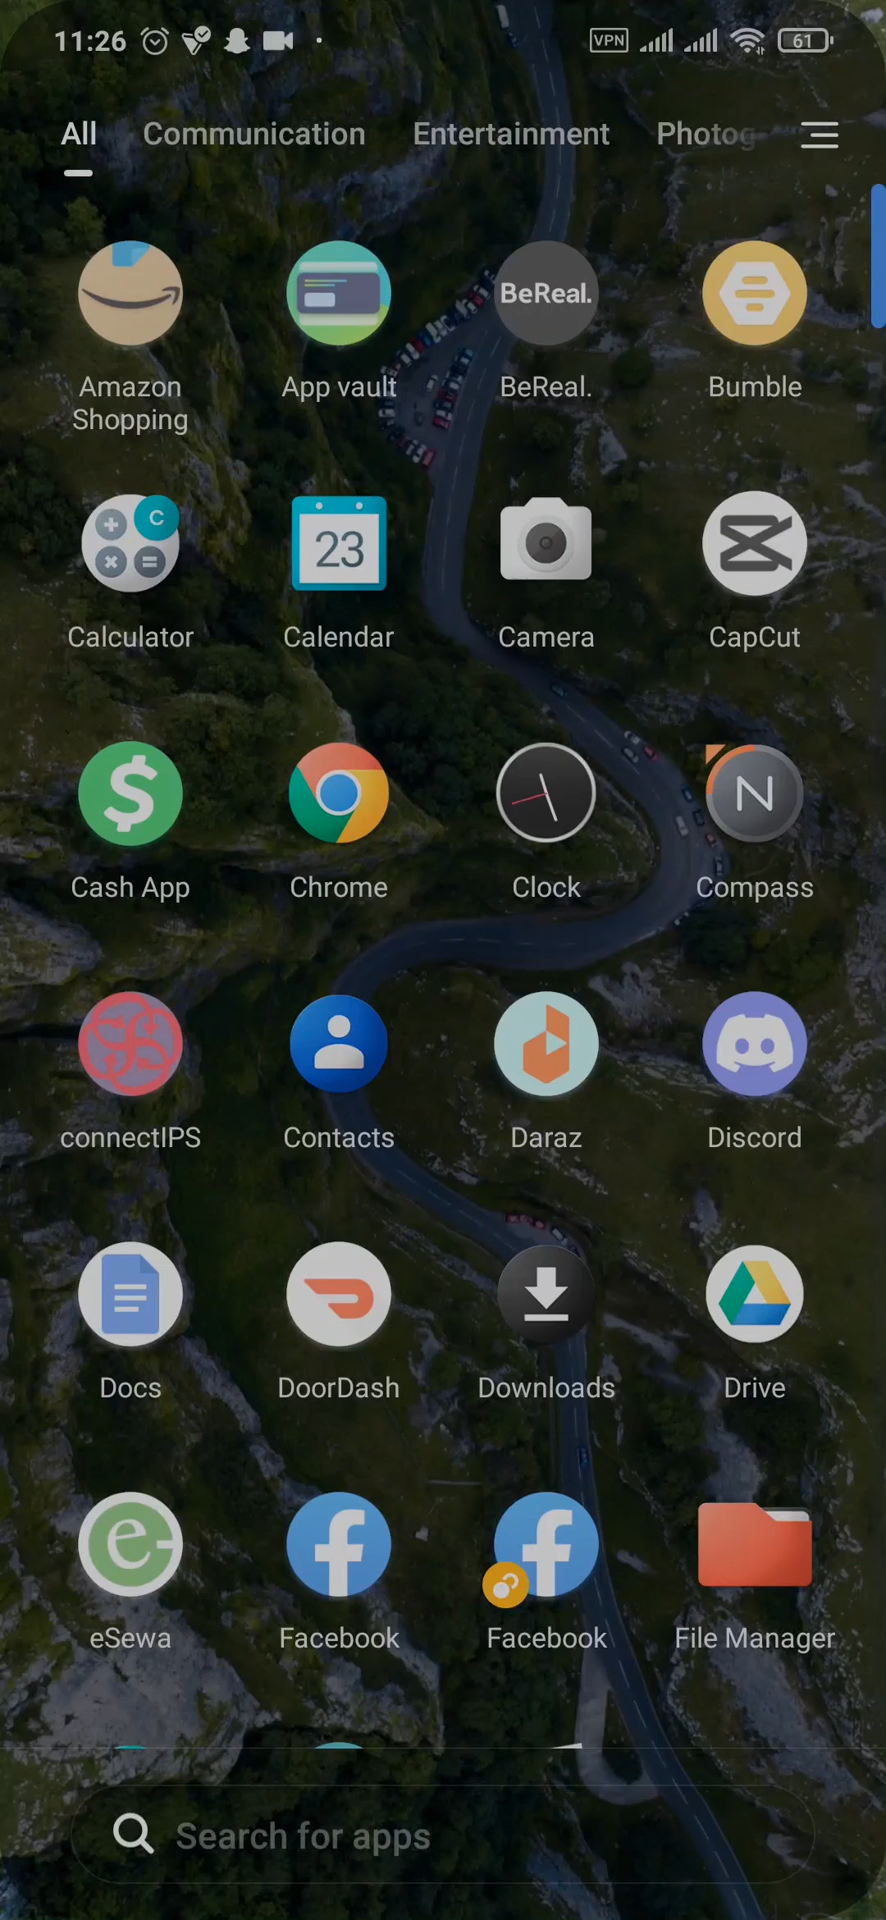 11:26
VPN
61
All Communication Entertainment Photog
BeReal.
Amazon Shopping
App vault
BeReal.
Bumble
C
23
Calculator
Calendar
Camera
CapCut
N
Cash App
Chrome
Clock
Compass
connectIPS
Contacts
Daraz
Discord
Docs
DoorDash
Downloads
Drive
eSewa
Facebook
Facebook
File Manager
Search for apps